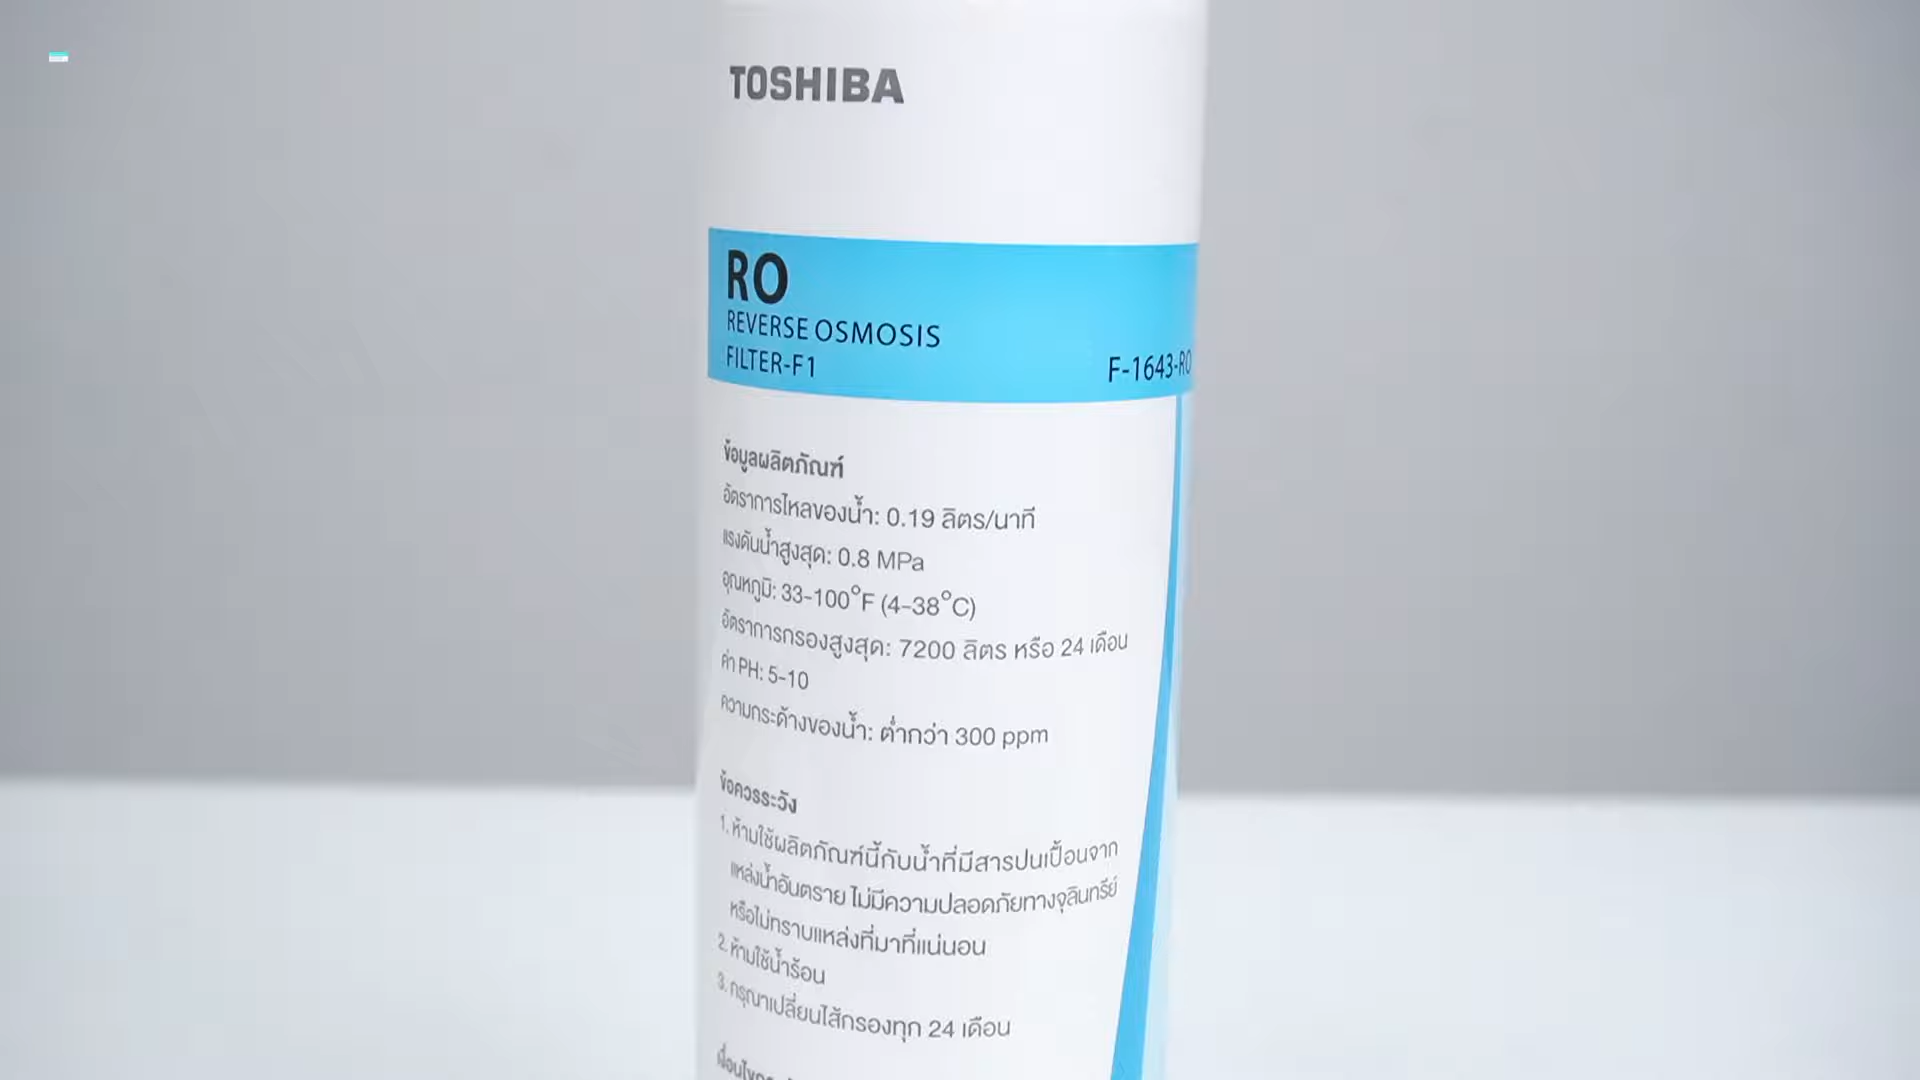 TOSHIBA
RO
REVERSE OSMOSIS
FILTER-F1
F-1643-RO
ข้อมูลผลิตภัณฑ์
อัตราการไหลของน้ำ: 0.19 ลิตร/นาที
แรงดันน้ำสูงสุด: 0.8 MPa
อุณหภูมิ: 33-100°F (4-38°C)
อัตราการกรองสูงสุด: 7200 ลิตร หรือ 24 เดือน
ค่า PH: 5-10
ความกระด้างของน้ำ: ต่ำกว่า 300 ppm
ข้อควรระวัง
1. ห้ามใช้ผลิตภัณฑ์นี้กับน้ำที่มีสารปนเปื้อนจาก
แหล่งน้ำอันตราย ไม่มีความปลอดภัยทางจุลินทรีย์
หรือไม่ทราบแหล่งที่มาที่แน่นอน
2. ห้ามใช้น้ำร้อน
3. กรุณาเปลี่ยนไส้กรองทุก 24 เดือน